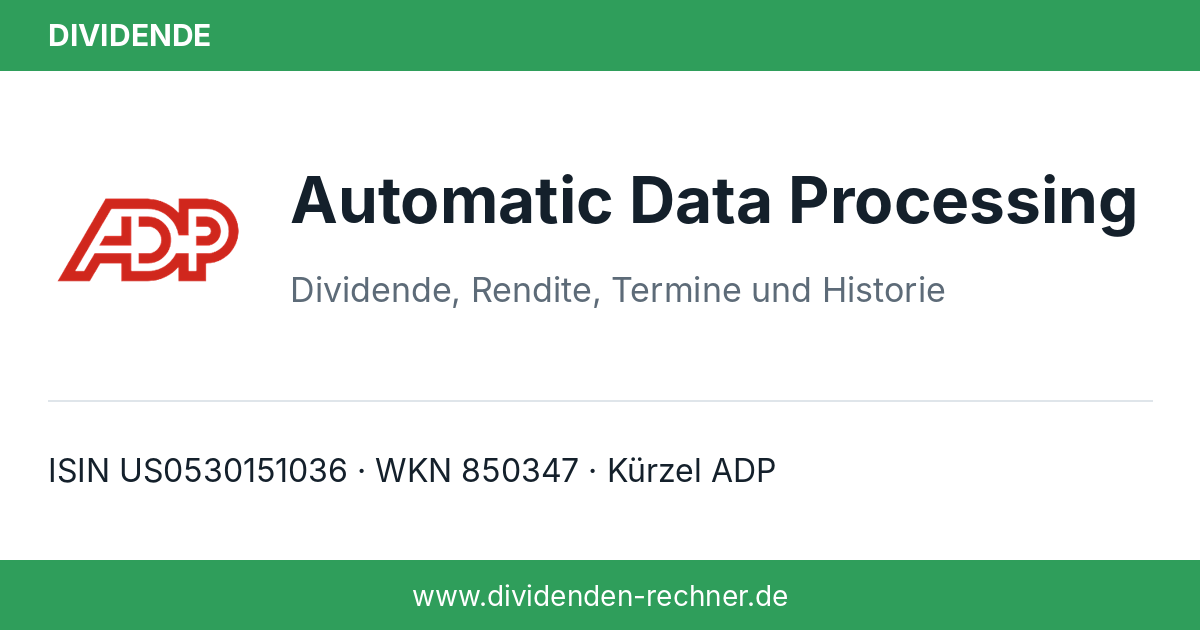 DIVIDENDE
ADP
Automatic Data Processing
Dividende, Rendite, Termine und Historie
ISIN US0530151036 · WKN 850347 · Kürzel ADP
www.dividenden-rechner.de